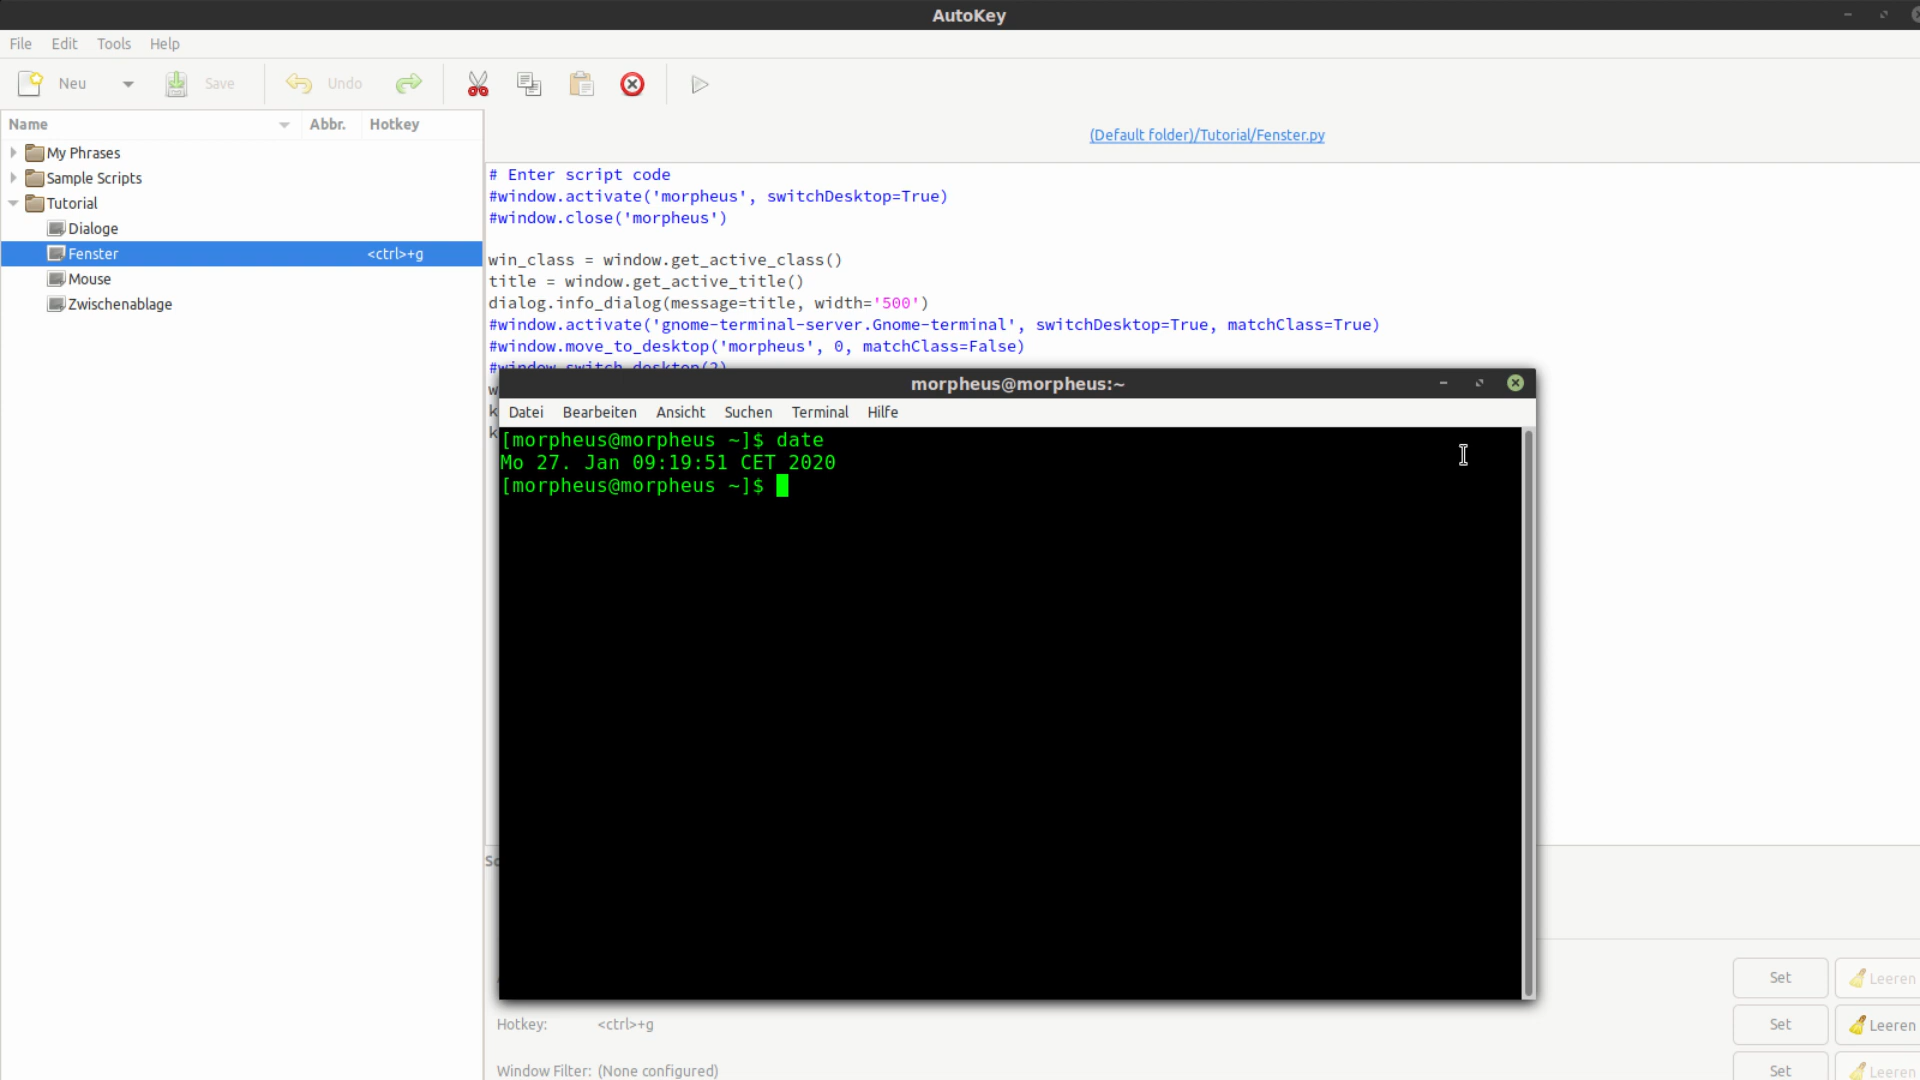 AutoKey
File Edit Tools Help
Neu Save Undo
Name Abbr. Hotkey
My Phrases
Sample Scripts
Tutorial
Dialoge
Fenster <ctrl>+g
Mouse
Zwischenablage
(Default folder)/Tutorial/Fenster.py
# Enter script code
#window.activate('morpheus', switchDesktop=True)
#window.close('morpheus')
win_class = window.get_active_class()
title = window.get_active_title()
dialog.info_dialog(message=title, width='500')
#window.activate('gnome-terminal-server.Gnome-terminal', switchDesktop=True, matchClass=True)
#window.move_to_desktop('morpheus', 0, matchClass=False)
#window.switch_desktop(2)
w
k
k
morpheus@morpheus:~
Datei Bearbeiten Ansicht Suchen Terminal Hilfe
[morpheus@morpheus ~]$ date
Mo 27. Jan 09:19:51 CET 2020
[morpheus@morpheus ~]$
Set Leeren
Hotkey: <ctrl>+g Set Leeren
Window Filter: (None configured) Set Leeren